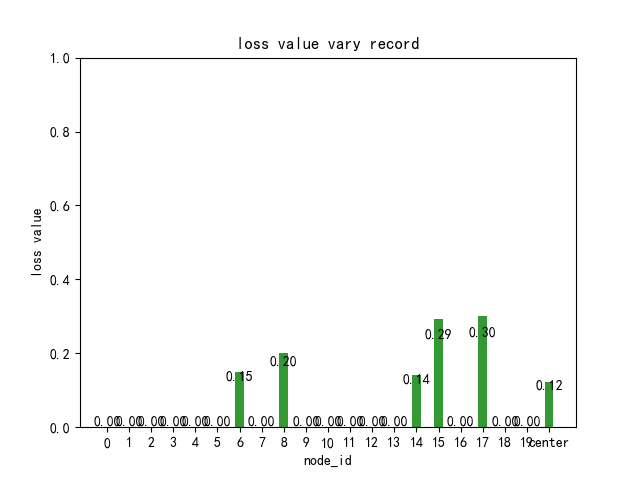 loss value vary record
1.0
0.8
0.6
0.4
0.2
0.0
loss value
0.00 0.00 0.00 0.00 0.00 0.00 0.15 0.00 0.20 0.00 0.00 0.00 0.00 0.00 0.14 0.29 0.00 0.30 0.00 0.00 0.12
0 1 2 3 4 5 6 7 8 9 10 11 12 13 14 15 16 17 18 19 center
node_id